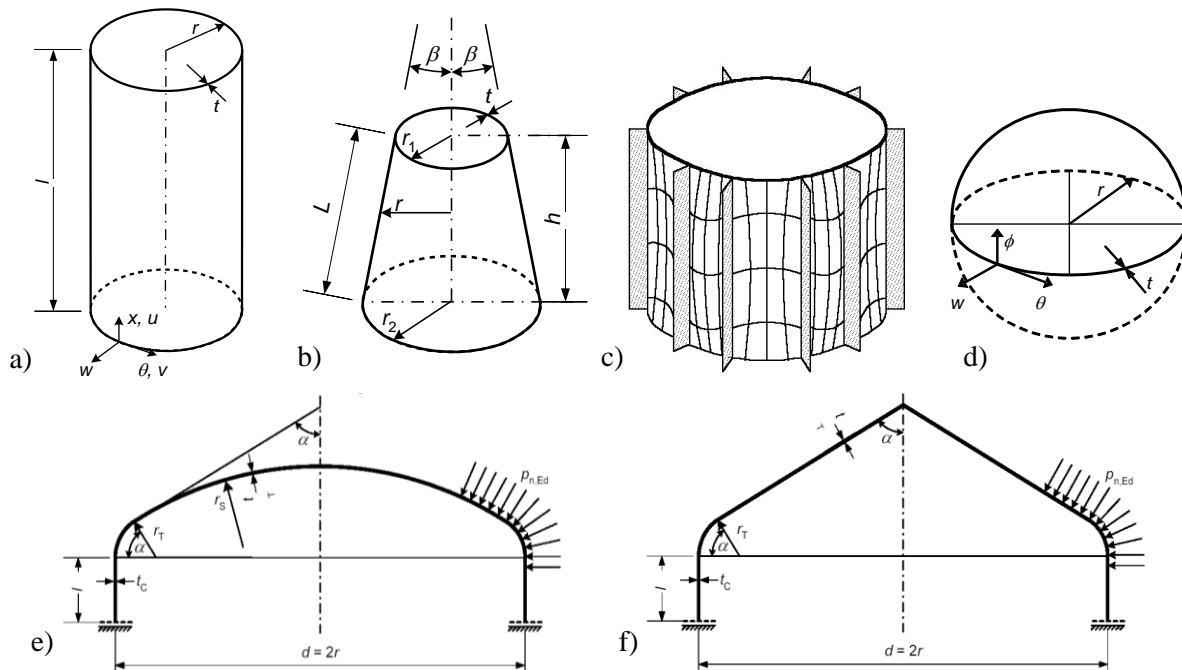 r
t
l
x, u
w
θ, v
a)
β β
t
r1
r
L
h
r2
b)
c)
r
ϕ
t
w
θ
d)
α
t
T
rS
pn,Ed
rT
α
l
tC
e)
d = 2r
α
t
T
pn,Ed
rT
α
l
tC
f)
d = 2r